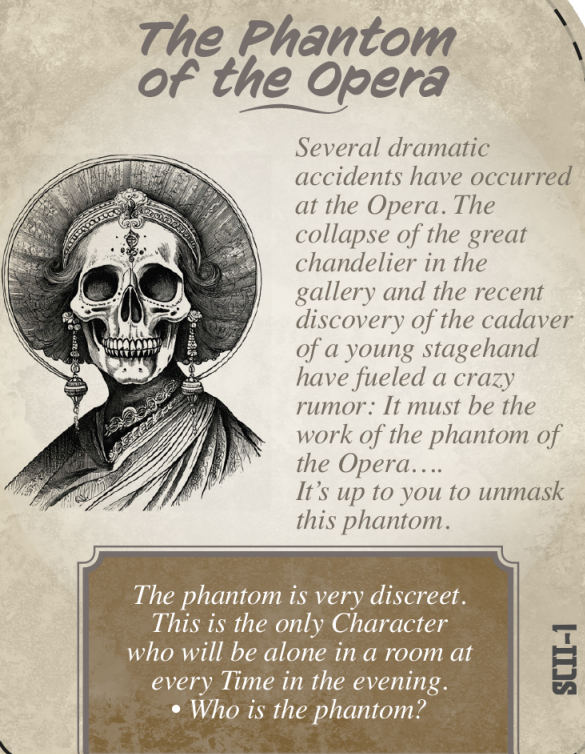 The Phantom
of the Opera
Several dramatic
accidents have occurred
at the Opera. The
collapse of the great
chandelier in the
gallery and the recent
discovery of the cadaver
of a young stagehand
have fueled a crazy
rumor: It must be the
work of the phantom of
the Opera….
It's up to you to unmask
this phantom.
The phantom is very discreet.
This is the only Character
who will be alone in a room at
every Time in the evening.
• Who is the phantom?
SCII-1